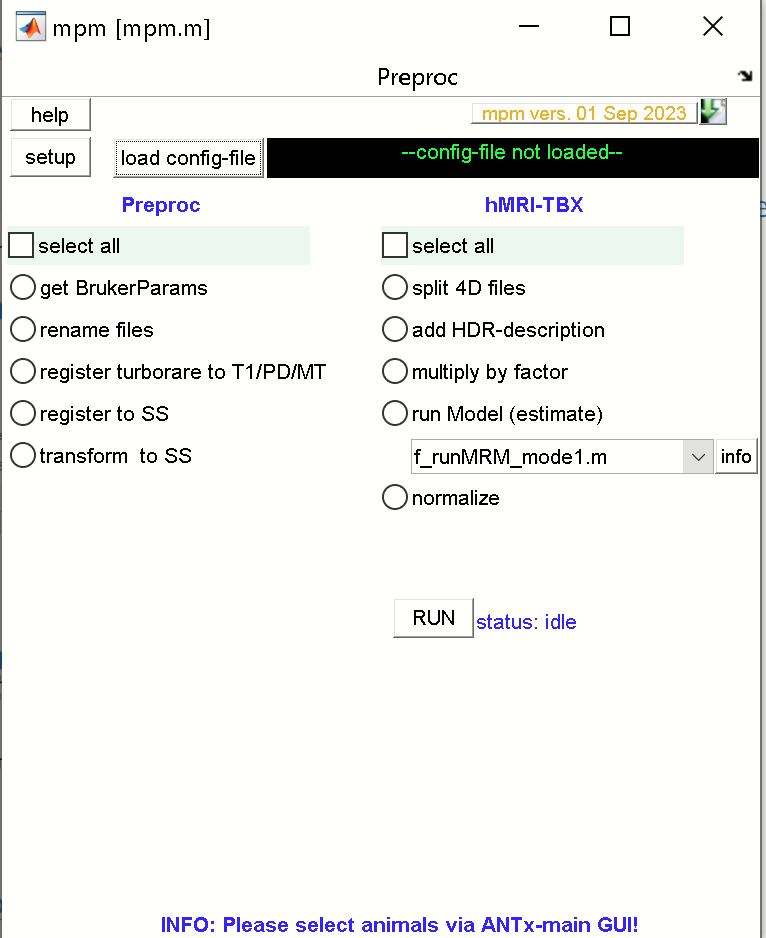 mpm [mpm.m]
Preproc
help
mpm vers. 01 Sep 2023
setup
load config-file
--config-file not loaded--
Preproc
hMRI-TBX
select all
select all
get BrukerParams
split 4D files
rename files
add HDR-description
register turborare to T1/PD/MT
multiply by factor
register to SS
run Model (estimate)
transform  to SS
f_runMRM_mode1.m
info
normalize
RUN
status: idle
INFO: Please select animals via ANTx-main GUI!